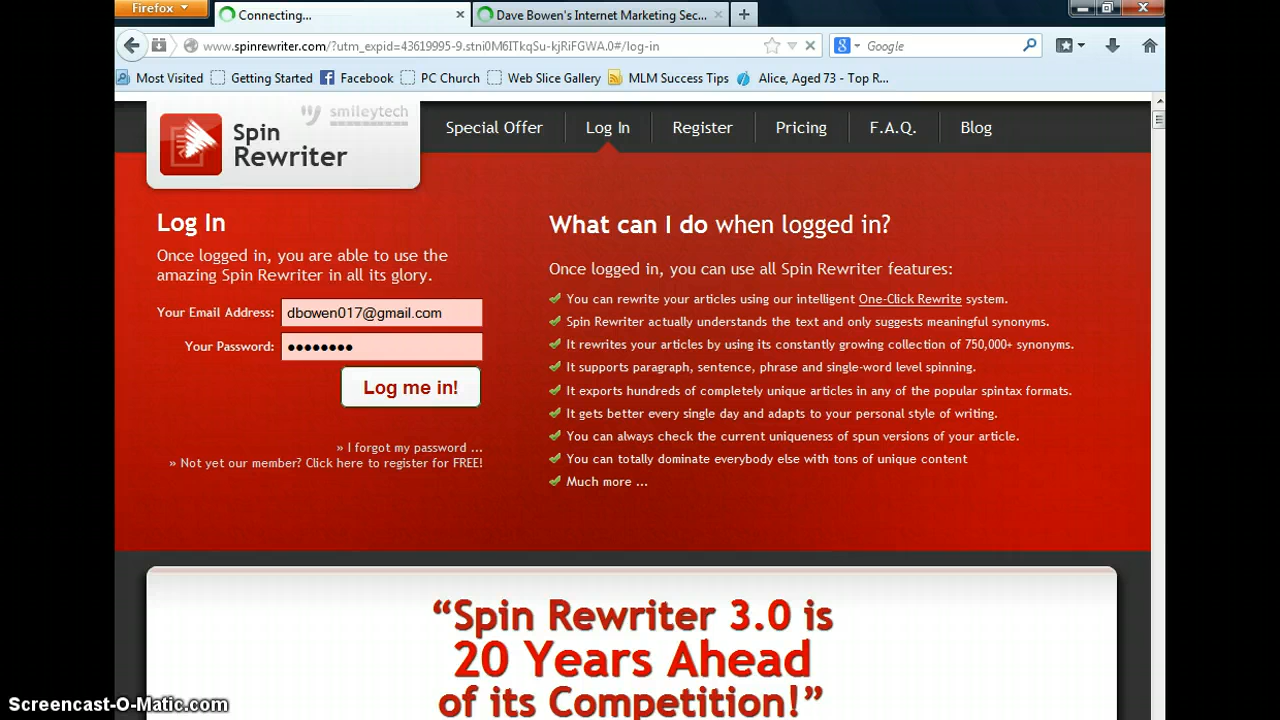 Firefox
Connecting...
Dave Bowen's Internet Marketing Sec...
www.spinrewriter.com/?utm_expid=43619995-9.stni0M6ITkqSu-kjRiFGWA.0#/log-in
Google
Most Visited
Getting Started
Facebook
PC Church
Web Slice Gallery
MLM Success Tips
Alice, Aged 73 - Top R...
smileytech
Spin
Rewriter
Special Offer
Log In
Register
Pricing
F.A.Q.
Blog
Log In
Once logged in, you are able to use the
amazing Spin Rewriter in all its glory.
Your Email Address:
dbowen017@gmail.com
Your Password:
●●●●●●●●
Log me in!
» I forgot my password ...
» Not yet our member? Click here to register for FREE!
What can I do when logged in?
Once logged in, you can use all Spin Rewriter features:
You can rewrite your articles using our intelligent One-Click Rewrite system.
Spin Rewriter actually understands the text and only suggests meaningful synonyms.
It rewrites your articles by using its constantly growing collection of 750,000+ synonyms.
It supports paragraph, sentence, phrase and single-word level spinning.
It exports hundreds of completely unique articles in any of the popular spintax formats.
It gets better every single day and adapts to your personal style of writing.
You can always check the current uniqueness of spun versions of your article.
You can totally dominate everybody else with tons of unique content
Much more ...
“Spin Rewriter 3.0 is
20 Years Ahead
of its Competition!”
Screencast-O-Matic.com